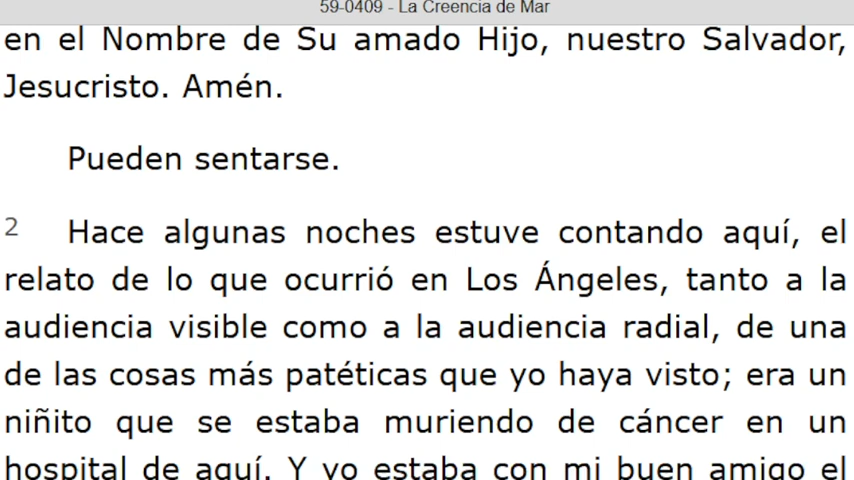 59-0409 - La Creencia de Mar
en el Nombre de Su amado Hijo, nuestro Salvador,
Jesucristo. Amén.
Pueden sentarse.
2 Hace algunas noches estuve contando aquí, el
relato de lo que ocurrió en Los Ángeles, tanto a la
audiencia visible como a la audiencia radial, de una
de las cosas más patéticas que yo haya visto; era un
niñito que se estaba muriendo de cáncer en un
hospital de aquí. Y yo estaba con mi buen amigo el